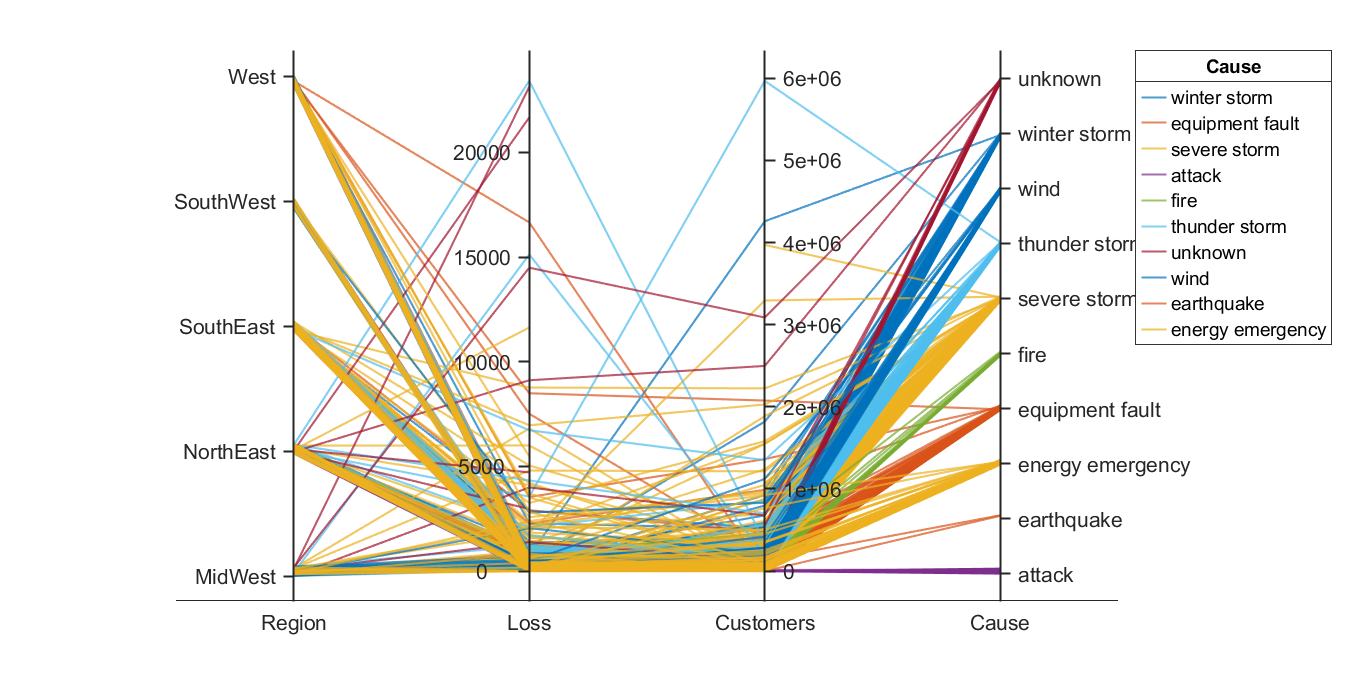 West
SouthWest
SouthEast
NorthEast
MidWest
20000
15000
10000
5000
0
6e+06
5e+06
4e+06
3e+06
2e+06
1e+06
0
unknown
winter storm
wind
thunder storm
severe storm
fire
equipment fault
energy emergency
earthquake
attack
Region
Loss
Customers
Cause
Cause
winter storm
equipment fault
severe storm
attack
fire
thunder storm
unknown
wind
earthquake
energy emergency